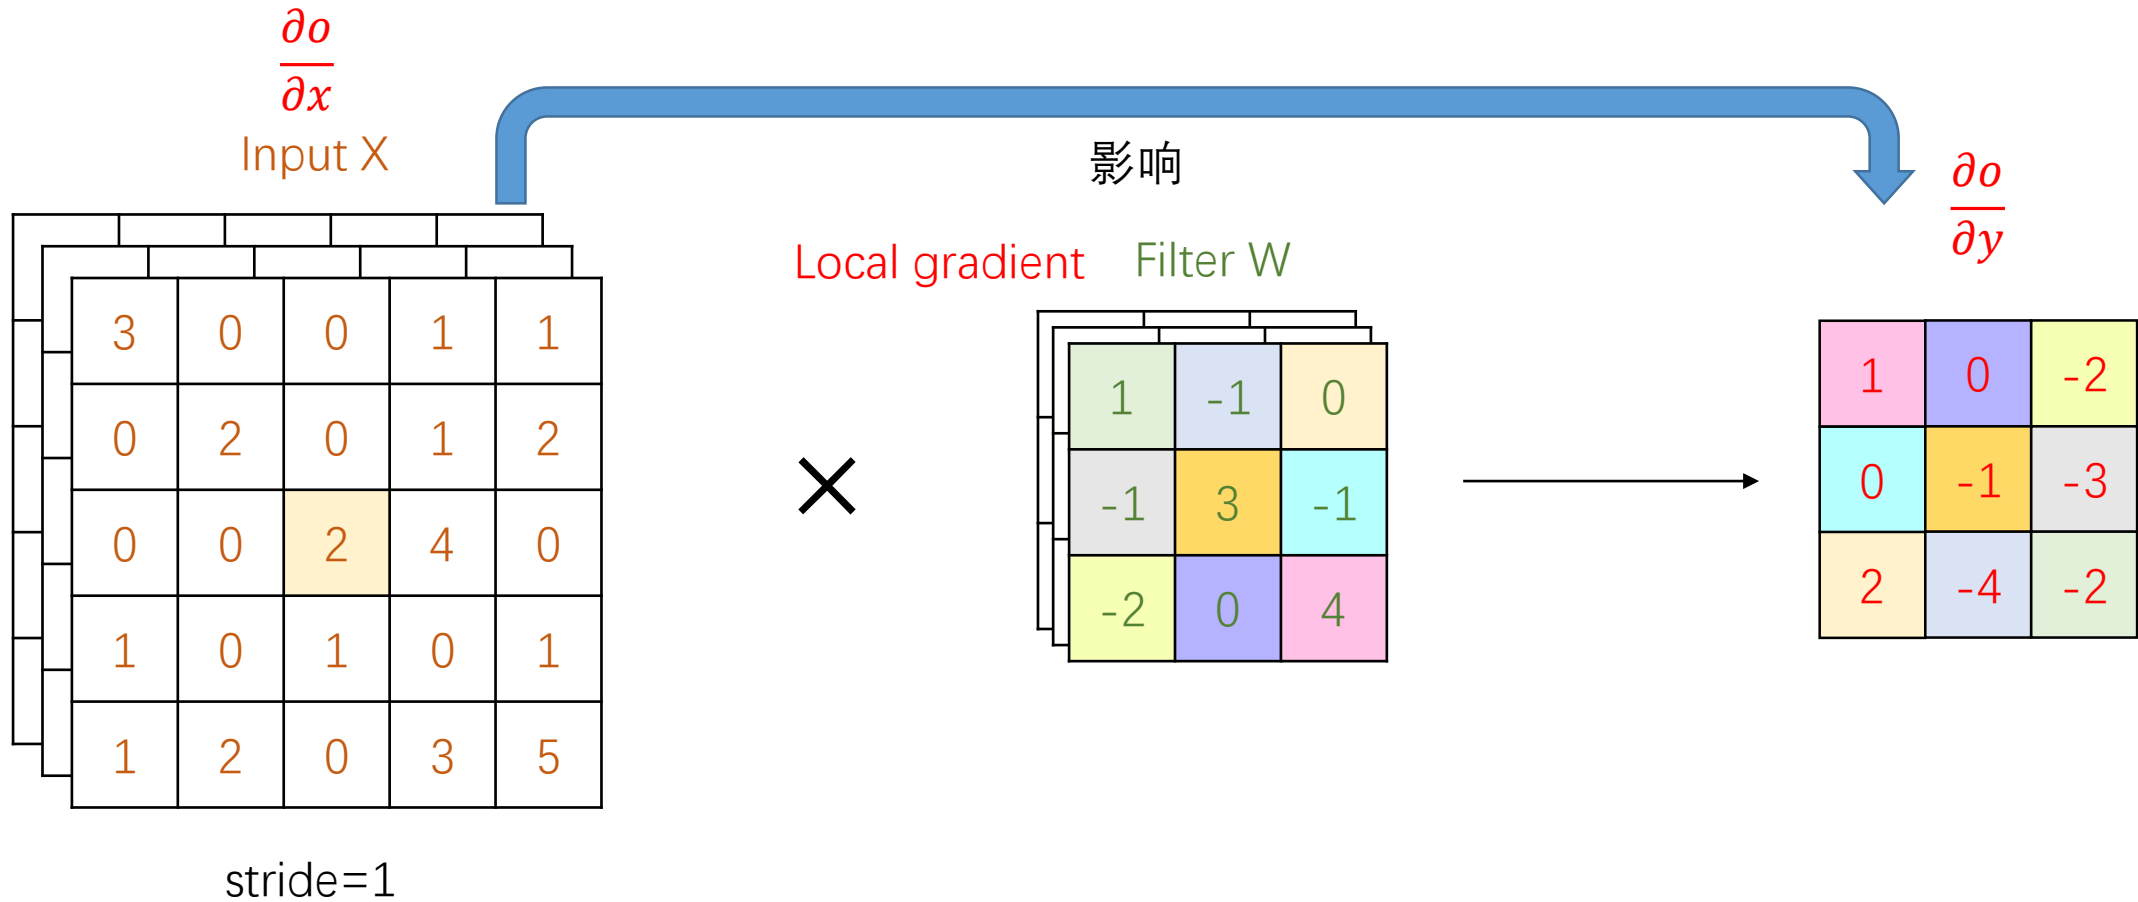 ∂o
∂x
Input X
影响
∂o
∂y
Local gradient Filter W
3 0 0 1 1
0 2 0 1 2
0 0 2 4 0
1 0 1 0 1
1 2 0 3 5
×
1 -1 0
-1 3 -1
-2 0 4
1 0 -2
0 -1 -3
2 -4 -2
stride=1